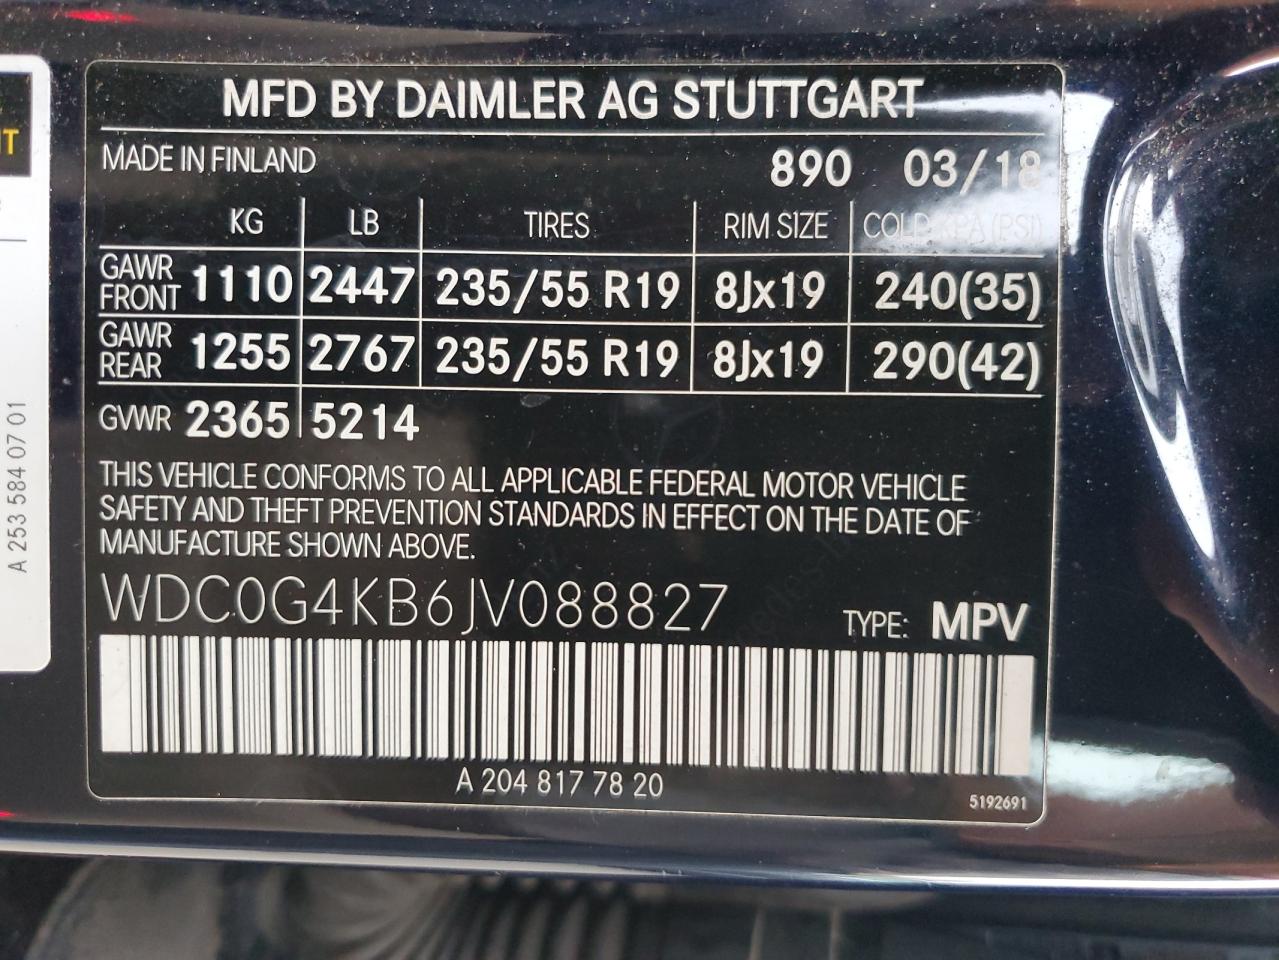 MFD BY DAIMLER AG STUTTGART
MADE IN FINLAND 890 03/18
KG LB TIRES RIM SIZE COLD KPA (PSI)
GAWR FRONT 1110 2447 235/55 R19 8Jx19 240(35)
GAWR REAR 1255 2767 235/55 R19 8Jx19 290(42)
GVWR 2365 5214
THIS VEHICLE CONFORMS TO ALL APPLICABLE FEDERAL MOTOR VEHICLE
SAFETY AND THEFT PREVENTION STANDARDS IN EFFECT ON THE DATE OF
MANUFACTURE SHOWN ABOVE.
WDC0G4KB6JV088827 TYPE: MPV
A 204 817 78 20
5192691
A 253 584 07 01